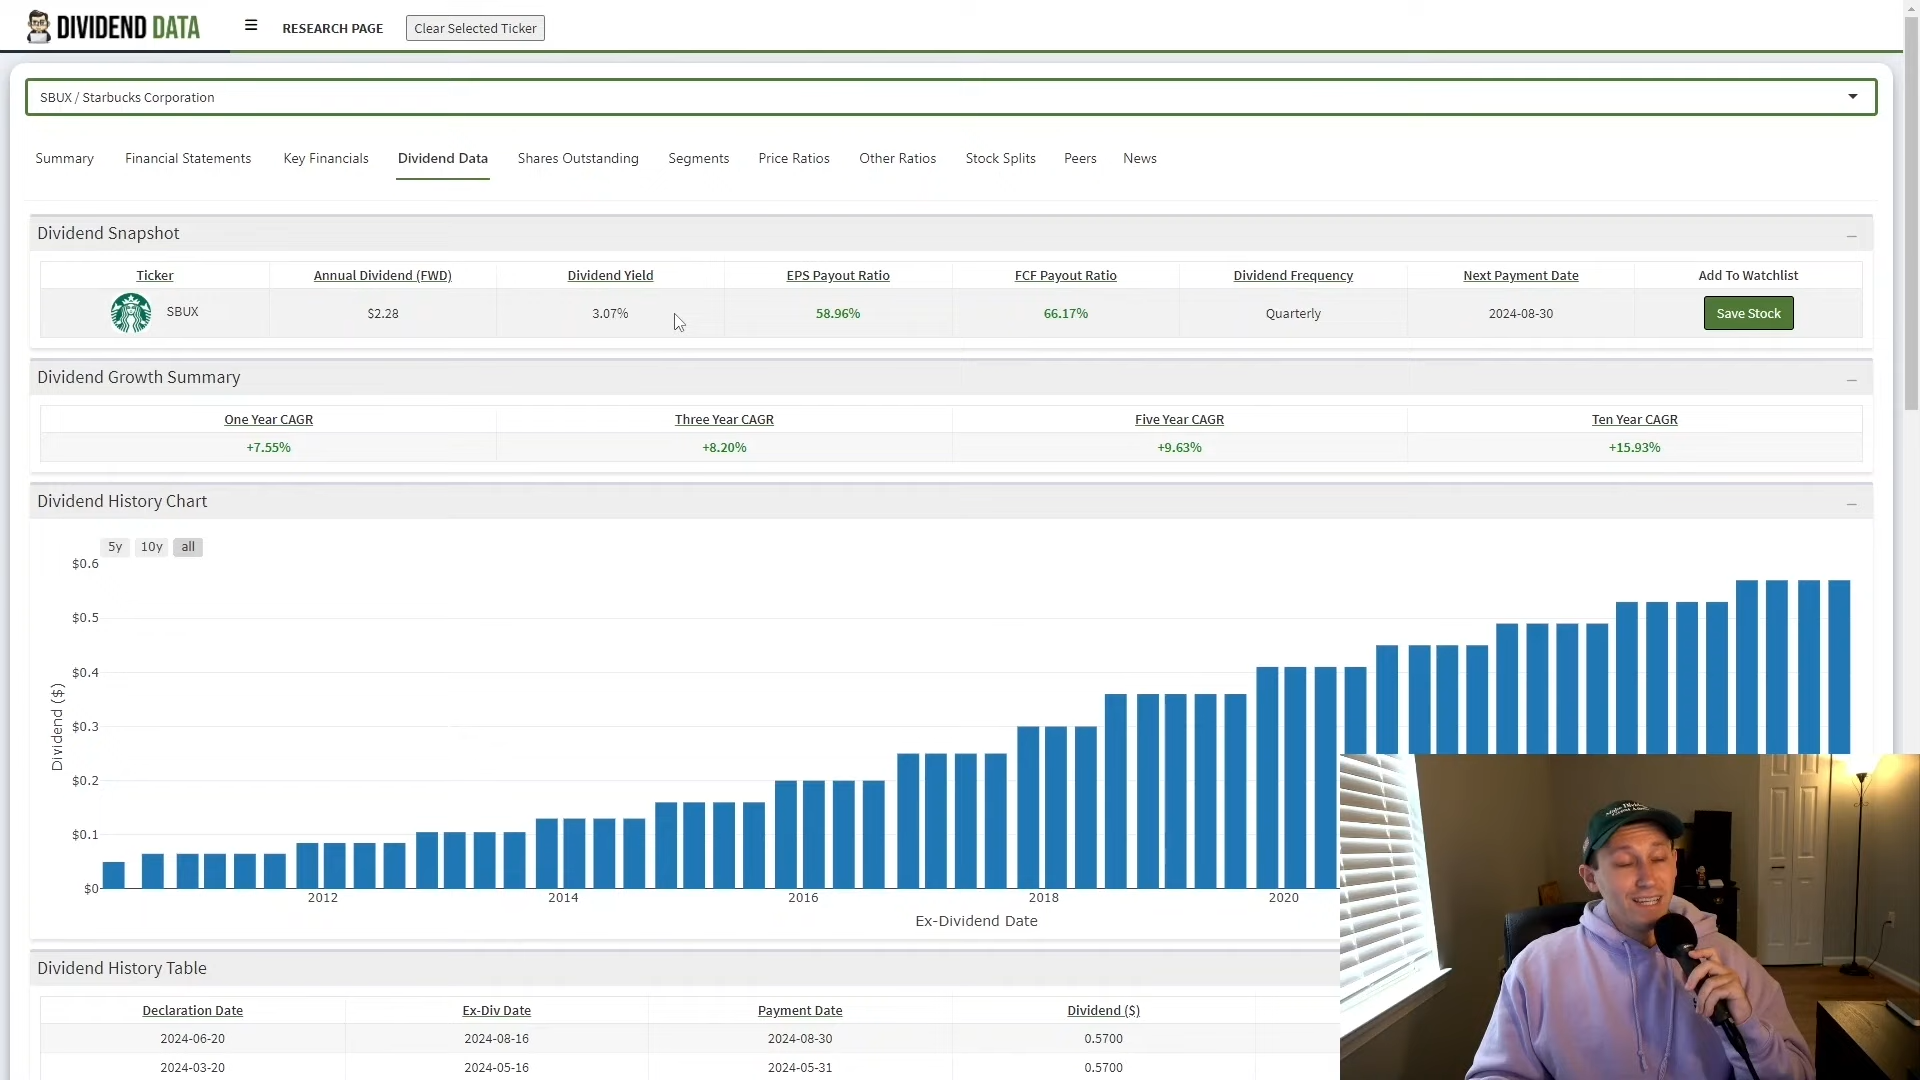 DIVIDEND DATA
RESEARCH PAGE
Clear Selected Ticker
SBUX / Starbucks Corporation
Summary Financial Statements Key Financials Dividend Data Shares Outstanding Segments Price Ratios Other Ratios Stock Splits Peers News
Dividend Snapshot
Ticker Annual Dividend (FWD) Dividend Yield EPS Payout Ratio FCF Payout Ratio Dividend Frequency Next Payment Date Add To Watchlist
SBUX $2.28 3.07% 58.96% 66.17% Quarterly 2024-08-30 Save Stock
Dividend Growth Summary
One Year CAGR Three Year CAGR Five Year CAGR Ten Year CAGR
+7.55% +8.20% +9.63% +15.93%
Dividend History Chart
5y 10y all
$0.6
$0.5
$0.4
$0.3
$0.2
$0.1
$0
Dividend ($)
2012 2014 2016 2018 2020
Ex-Dividend Date
Dividend History Table
Declaration Date Ex-Div Date Payment Date Dividend ($)
2024-06-20 2024-08-16 2024-08-30 0.5700
2024-03-20 2024-05-16 2024-05-31 0.5700